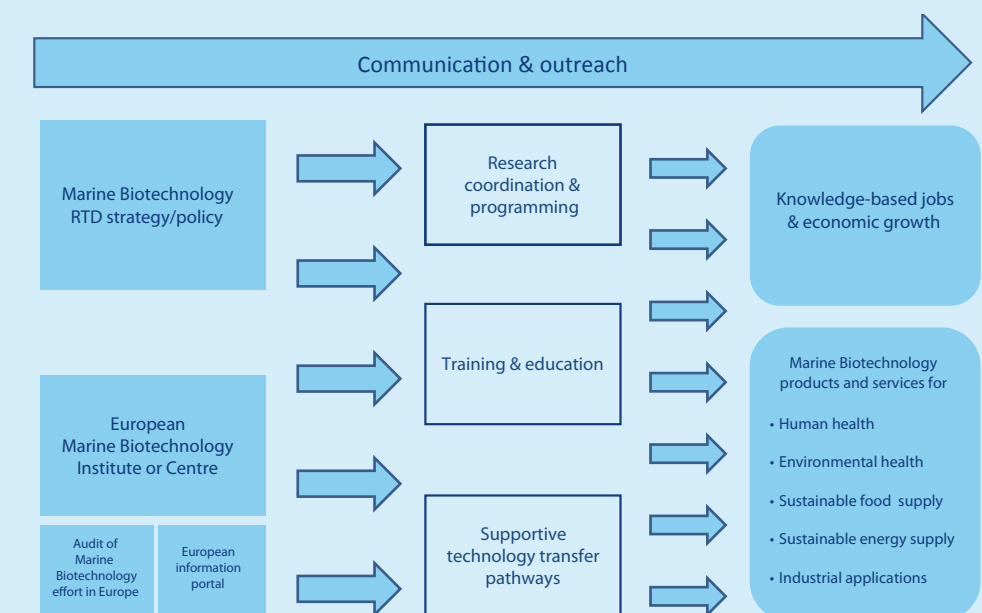 Communication & outreach
Marine Biotechnology
RTD strategy/policy
European
Marine Biotechnology
Institute or Centre
Audit of
Marine
Biotechnology
effort in Europe
European
information
portal
Research
coordination &
programming
Training & education
Supportive
technology transfer
pathways
Knowledge-based jobs
& economic growth
Marine Biotechnology
products and services for
• Human health
• Environmental health
• Sustainable food supply
• Sustainable energy supply
• Industrial applications